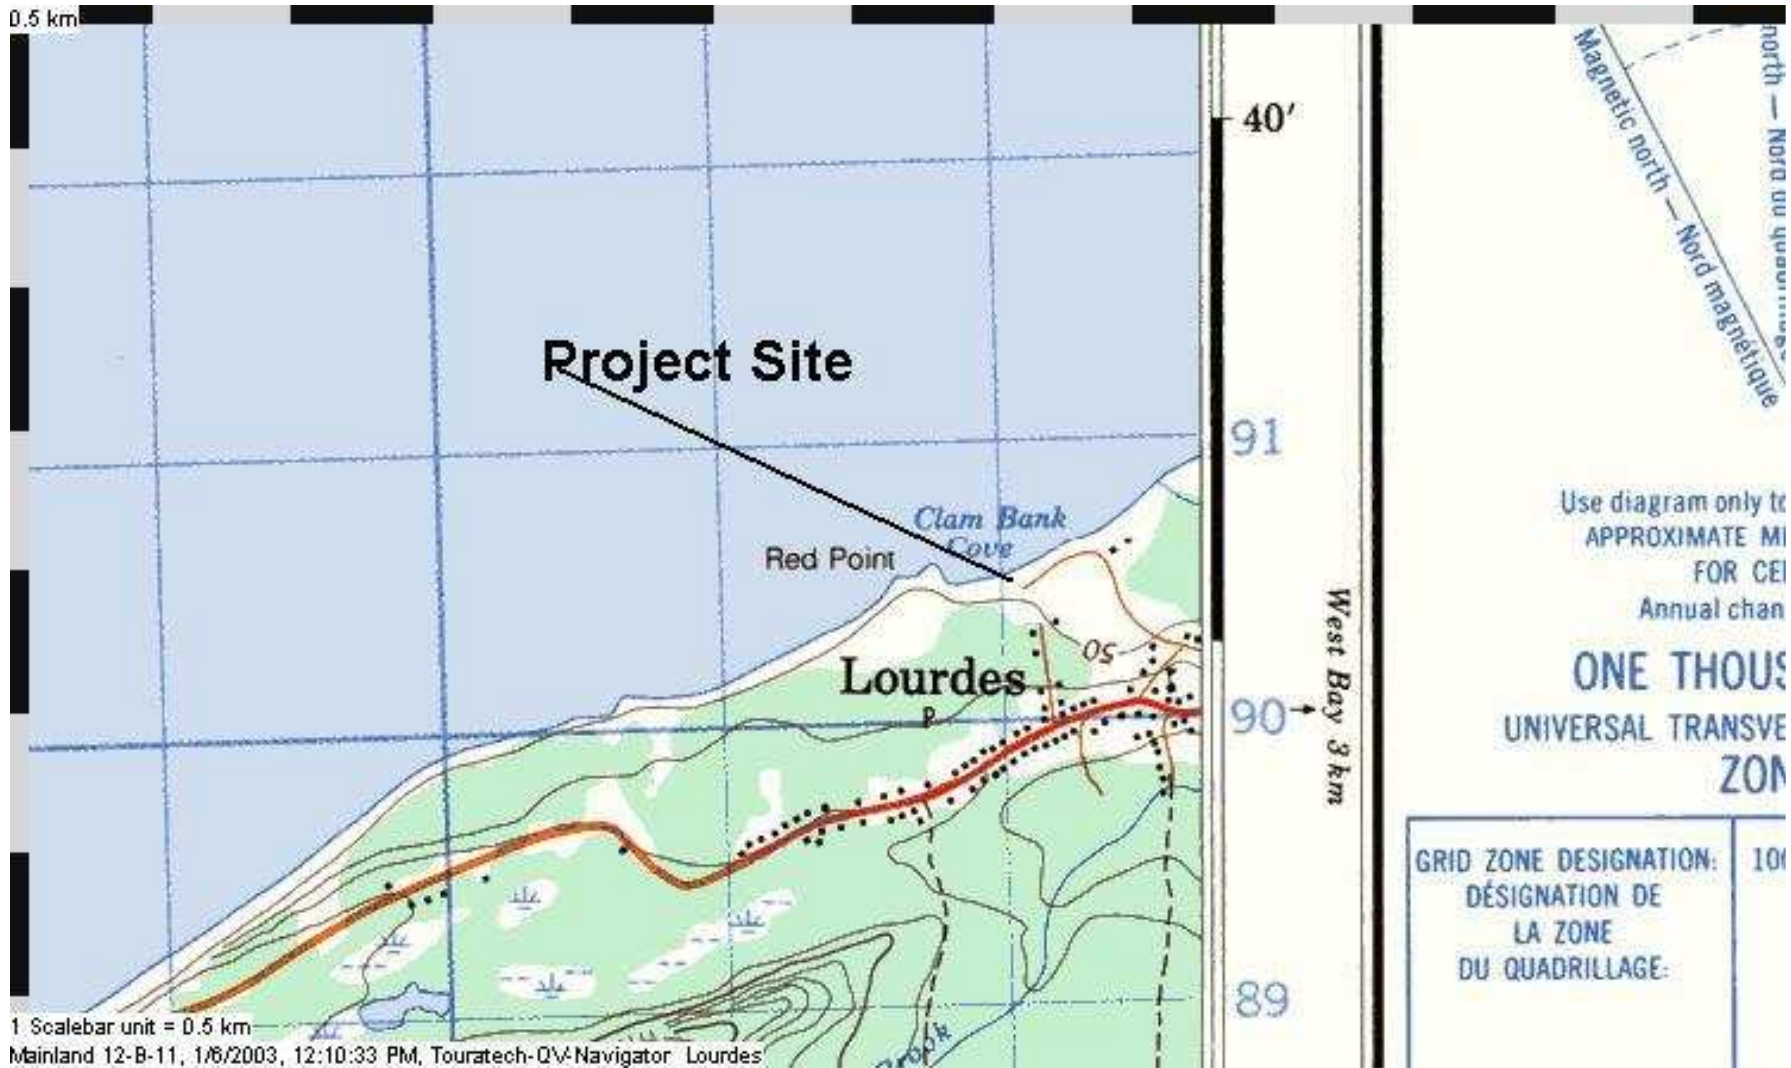 0.5 km
Magnetic north — Nord magnétique
north — Nord du
40'
Project Site
91
Clam Bank
Cove
Red Point
Use diagram only to
APPROXIMATE
FOR
Annual chan
50
Lourdes
P
90
West Bay 3 km
ONE THOUS
UNIVERSAL TRANSVE
ZON
GRID ZONE DESIGNATION:
DÉSIGNATION DE
LA ZONE
DU QUADRILLAGE:
10
89
Brook
1 Scalebar unit = 0.5 km
Mainland 12-B-11, 1/6/2003, 12:10:33 PM, Touratech-QV-Navigator Lourdes